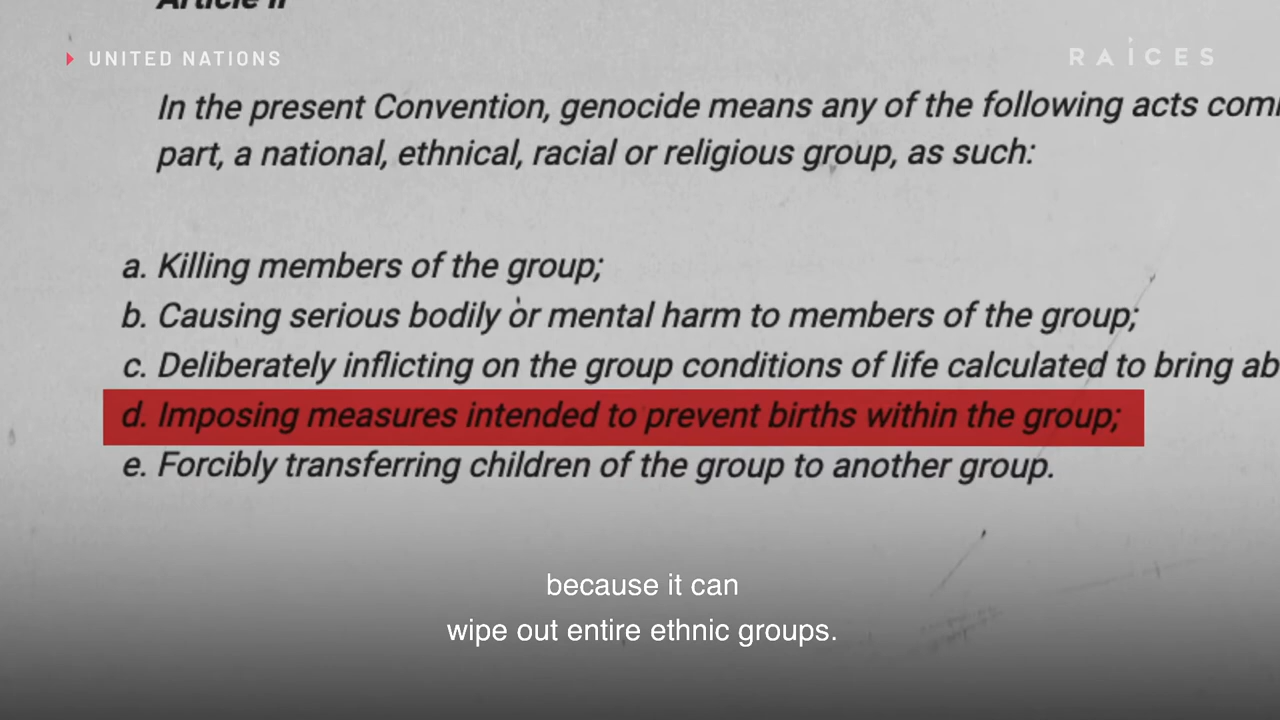 Article II
UNITED NATIONS
RAÍCES
In the present Convention, genocide means any of the following acts com
part, a national, ethnical, racial or religious group, as such:
a. Killing members of the group;
b. Causing serious bodily or mental harm to members of the group;
c. Deliberately inflicting on the group conditions of life calculated to bring ab
d. Imposing measures intended to prevent births within the group;
e. Forcibly transferring children of the group to another group.
because it can
wipe out entire ethnic groups.